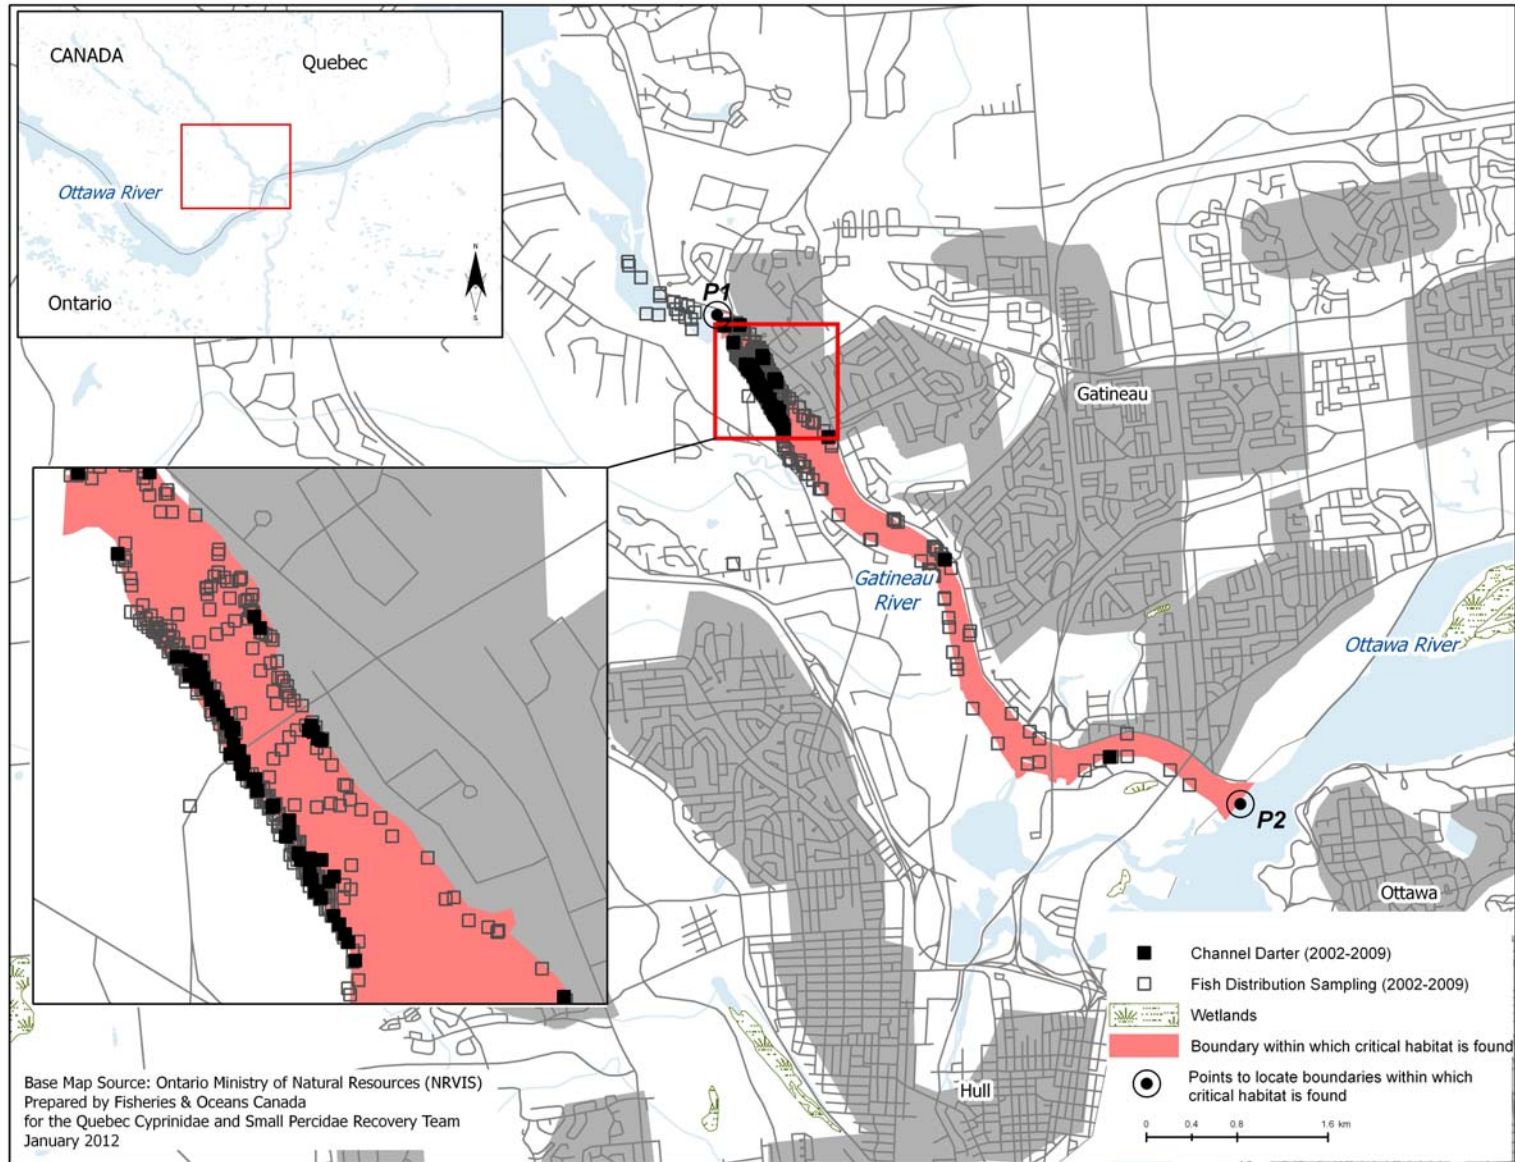 CANADA
Quebec
Ottawa River
Ontario
N
S
P1
Gatineau
Gatineau
River
Ottawa River
P2
Ottawa
Hull
Channel Darter (2002-2009)
Fish Distribution Sampling (2002-2009)
Wetlands
Boundary within which critical habitat is found
Points to locate boundaries within which
critical habitat is found
0 0.4 0.8 1.6 km
Base Map Source: Ontario Ministry of Natural Resources (NRVIS)
Prepared by Fisheries & Oceans Canada
for the Quebec Cyprinidae and Small Percidae Recovery Team
January 2012